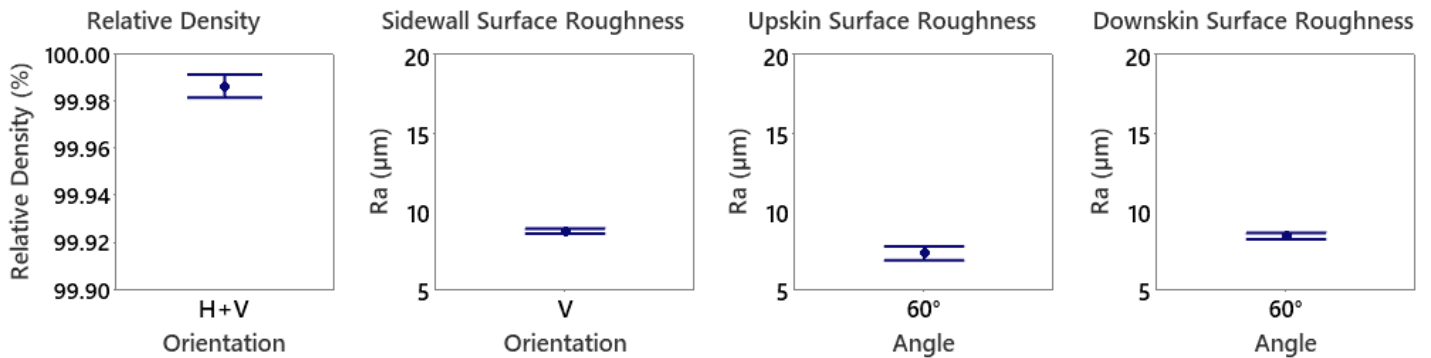 Relative Density
Relative Density (%)
100.00
99.98
99.96
99.94
99.92
99.90
H+V
Orientation
Sidewall Surface Roughness
Ra (µm)
20
15
10
5
V
Orientation
Upskin Surface Roughness
Ra (µm)
20
15
10
5
60°
Angle
Downskin Surface Roughness
Ra (µm)
20
15
10
5
60°
Angle